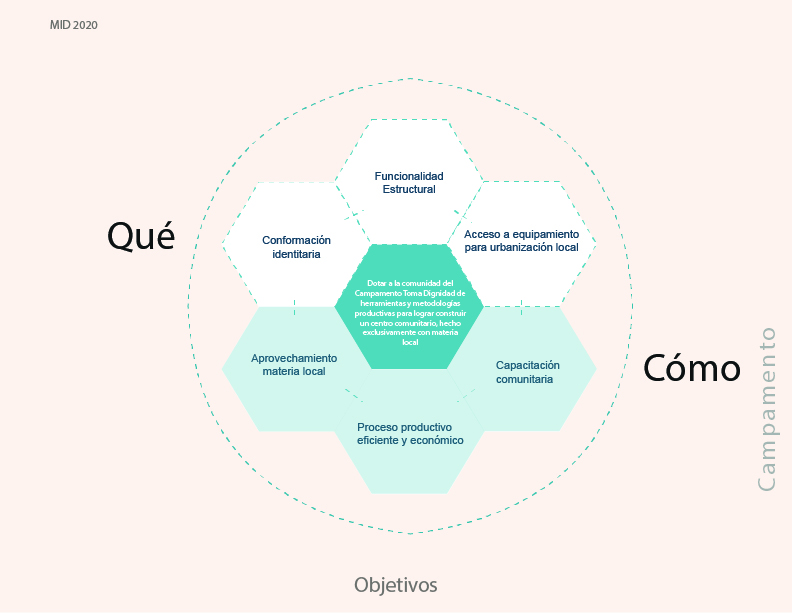 MID 2020
Funcionalidad
Estructural
Qué
Conformación
identitaria
Acceso a equipamiento
para urbanización local
Dotar a la comunidad del
Campamento Toma Dignidad de
herramientas y metodologías
productivas para lograr construir
un centro comunitario, hecho
exclusivamente con materia
local
Aprovechamiento
materia local
Capacitación
comunitaria
Cómo
Proceso productivo
eficiente y económico
Campamento
Objetivos